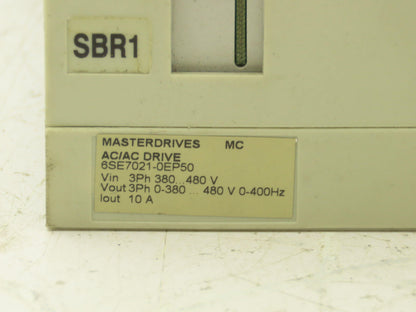 SBR1
MASTERDRIVES MC
AC/AC DRIVE
6SE7021-0EP50
Vin 3Ph 380 ... 480 V
Vout 3Ph 0-380 ... 480 V 0-400Hz
Iout 10 A